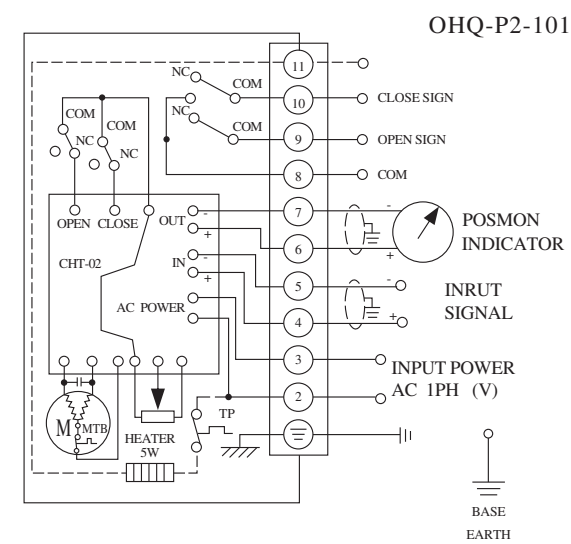 OHQ-P2-101
11
NC
COM
10
CLOSE SIGN
NC
COM
COM
COM
9
OPEN SIGN
NC
NC
8
COM
7
-
OPEN
CLOSE
OUT
-
+
POSMON
INDICATOR
6
+
CHT-02
IN
-
+
5
-
INRUT
SIGNAL
4
+
AC POWER
3
INPUT POWER
AC 1PH (V)
2
TP
M
MTB
HEATER
5W
BASE
EARTH